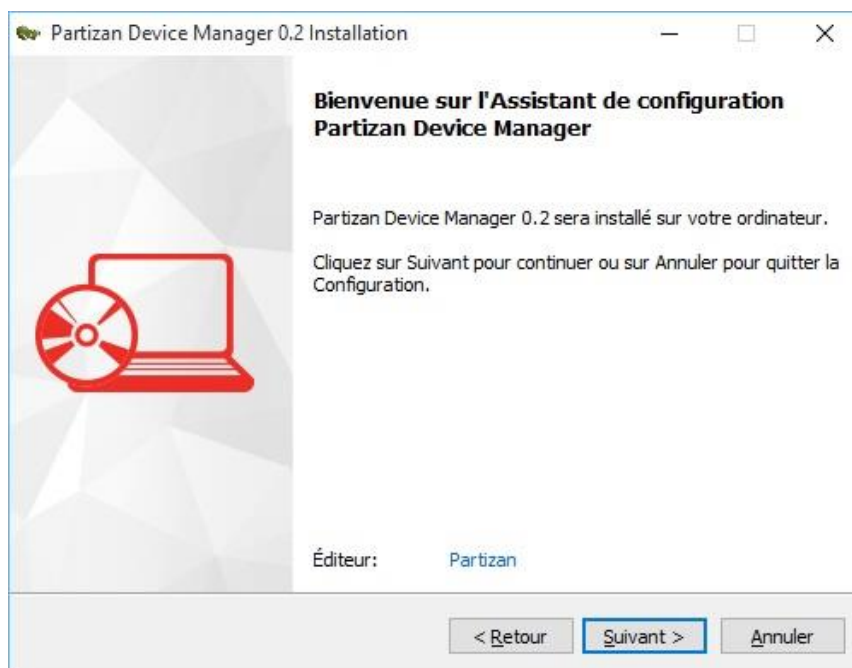 Partizan Device Manager 0.2 Installation
Bienvenue sur l'Assistant de configuration
Partizan Device Manager
Partizan Device Manager 0.2 sera installé sur votre ordinateur.
Cliquez sur Suivant pour continuer ou sur Annuler pour quitter la
Configuration.
Éditeur: Partizan
< Retour Suivant > Annuler